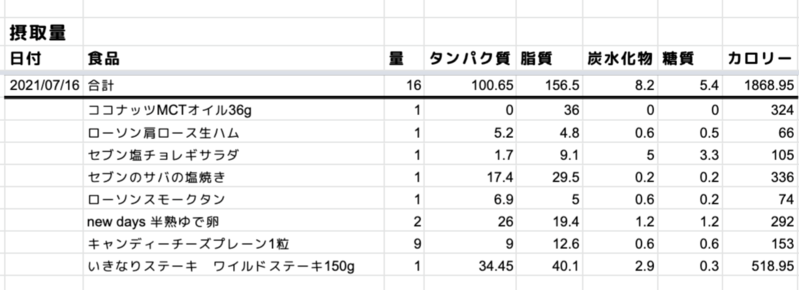 摂取量
日付 食品 量 タンパク質 脂質 炭水化物 糖質 カロリー
2021/07/16 合計 16 100.65 156.5 8.2 5.4 1868.95
ココナッツMCTオイル36g 1 0 36 0 0 324
ローソン肩ロース生ハム 1 5.2 4.8 0.6 0.5 66
セブン塩チョレギサラダ 1 1.7 9.1 5 3.3 105
セブンのサバの塩焼き 1 17.4 29.5 0.2 0.2 336
ローソンスモークタン 1 6.9 5 0.6 0.2 74
new days 半熟ゆで卵 2 26 19.4 1.2 1.2 292
キャンディーチーズプレーン1粒 9 9 12.6 0.6 0.6 153
いきなりステーキ　ワイルドステーキ150g 1 34.45 40.1 2.9 0.3 518.95